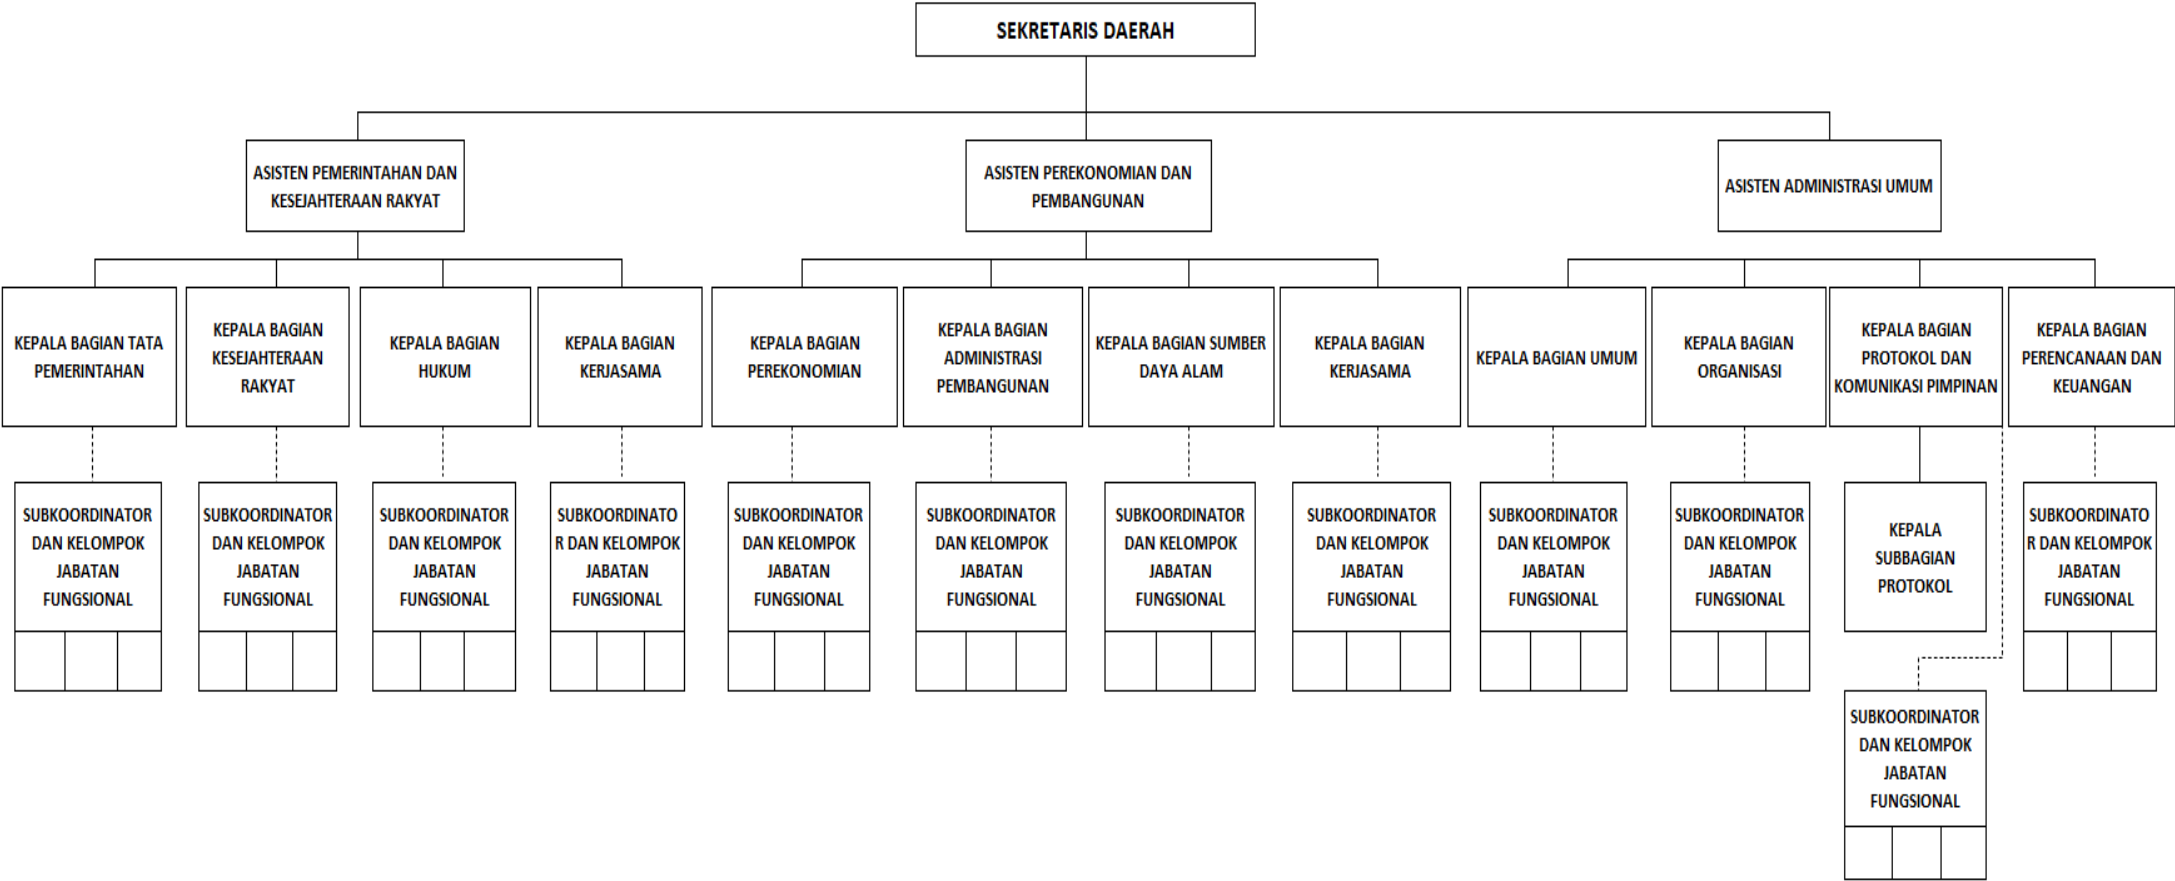 SEKRETARIS DAERAH
ASISTEN PEMERINTAHAN DAN
KESEJAHTERAAN RAKYAT
ASISTEN PEREKONOMIAN DAN
PEMBANGUNAN
ASISTEN ADMINISTRASI UMUM
KEPALA BAGIAN TATA
PEMERINTAHAN
KEPALA BAGIAN
KESEJAHTERAAN
RAKYAT
KEPALA BAGIAN
HUKUM
KEPALA BAGIAN
KERJASAMA
KEPALA BAGIAN
PEREKONOMIAN
KEPALA BAGIAN
ADMINISTRASI
PEMBANGUNAN
KEPALA BAGIAN SUMBER
DAYA ALAM
KEPALA BAGIAN
KERJASAMA
KEPALA BAGIAN UMUM
KEPALA BAGIAN
ORGANISASI
KEPALA BAGIAN
PROTOKOL DAN
KOMUNIKASI PIMPINAN
KEPALA BAGIAN
PERENCANAAN DAN
KEUANGAN
SUBKOORDINATOR
DAN KELOMPOK
JABATAN
FUNGSIONAL
SUBKOORDINATOR
DAN KELOMPOK
JABATAN
FUNGSIONAL
SUBKOORDINATOR
DAN KELOMPOK
JABATAN
FUNGSIONAL
SUBKOORDINATO
R DAN KELOMPOK
JABATAN
FUNGSIONAL
SUBKOORDINATOR
DAN KELOMPOK
JABATAN
FUNGSIONAL
SUBKOORDINATOR
DAN KELOMPOK
JABATAN
FUNGSIONAL
SUBKOORDINATOR
DAN KELOMPOK
JABATAN
FUNGSIONAL
SUBKOORDINATOR
DAN KELOMPOK
JABATAN
FUNGSIONAL
SUBKOORDINATOR
DAN KELOMPOK
JABATAN
FUNGSIONAL
SUBKOORDINATOR
DAN KELOMPOK
JABATAN
FUNGSIONAL
KEPALA
SUBBAGIAN
PROTOKOL
SUBKOORDINATO
R DAN KELOMPOK
JABATAN
FUNGSIONAL
SUBKOORDINATOR
DAN KELOMPOK
JABATAN
FUNGSIONAL